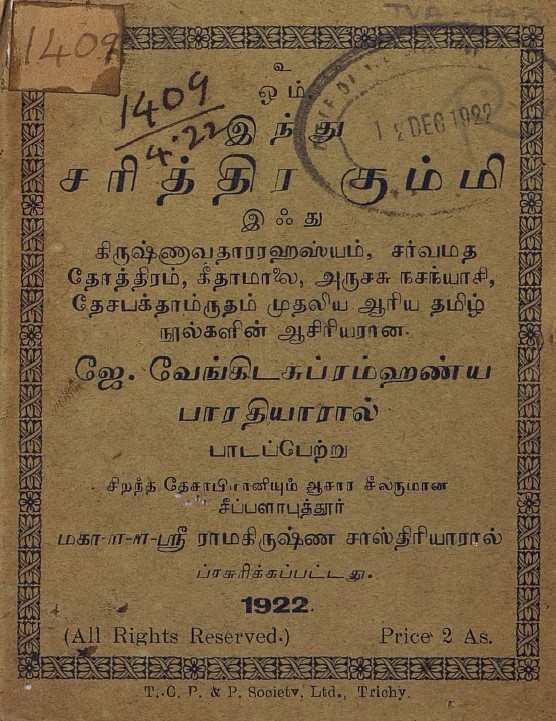 1409
1409
4.22
12 DEC 1922
உ
ஓம்
இந்து
சரித்திர கும்மி
இஃது
கிருஷ்ணாவதாரரஹஸ்யம், சர்வமத
தோத்திரம், கீதாமாலை, அருசசு நசந்யாசி,
தேசபக்தாம்ருதம் முதலிய ஆரிய தமிழ்
நூல்களின் ஆசிரியரான
ஜே. வேங்கிடசுப்ரம்ஹண்ய
பாரதியாரால்
பாடப்பேற்று
சிறந்த தேசாபிமானியும் ஆசார சீலருமான
சீப்பளாபுத்தூர்
மகா-ள-ள-ஸ்ரீ ராமகிருஷ்ண சாஸ்திரியாரால்
ப்ரசுரிக்கப்பட்டது.
1922.
(All Rights Reserved.) Price 2 As.
T. C. P. & P. Society, Ltd., Trichy.